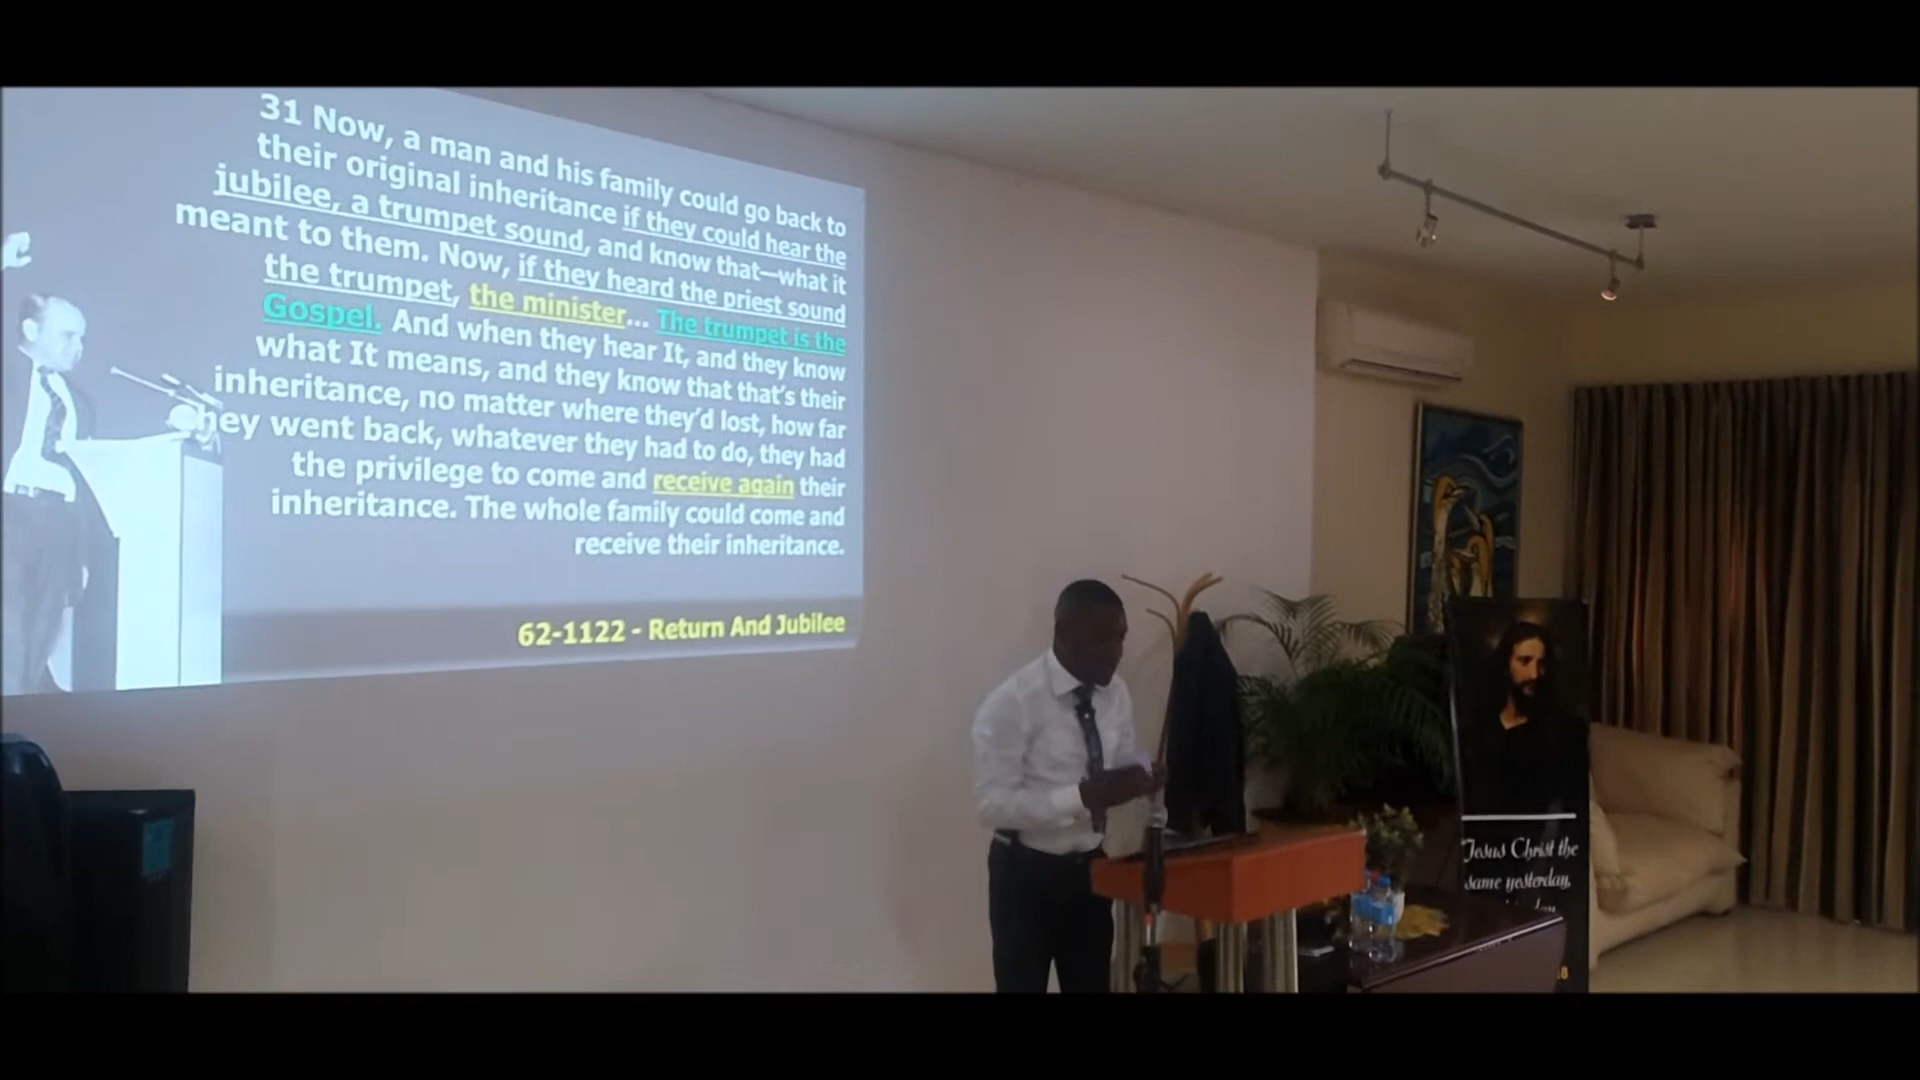 31 Now, a man and his family could go back to
their original inheritance if they could hear the
jubilee, a trumpet sound, and know that—what it
meant to them. Now, if they heard the priest sound
the trumpet, the minister... The trumpet is the
Gospel. And when they hear It, and they know
what It means, and they know that that's their
inheritance, no matter where they'd lost, how far
hey went back, whatever they had to do, they had
the privilege to come and receive again their
inheritance. The whole family could come and
receive their inheritance.
62-1122 - Return And Jubilee
"Jesus Christ the
same yesterday,
:8